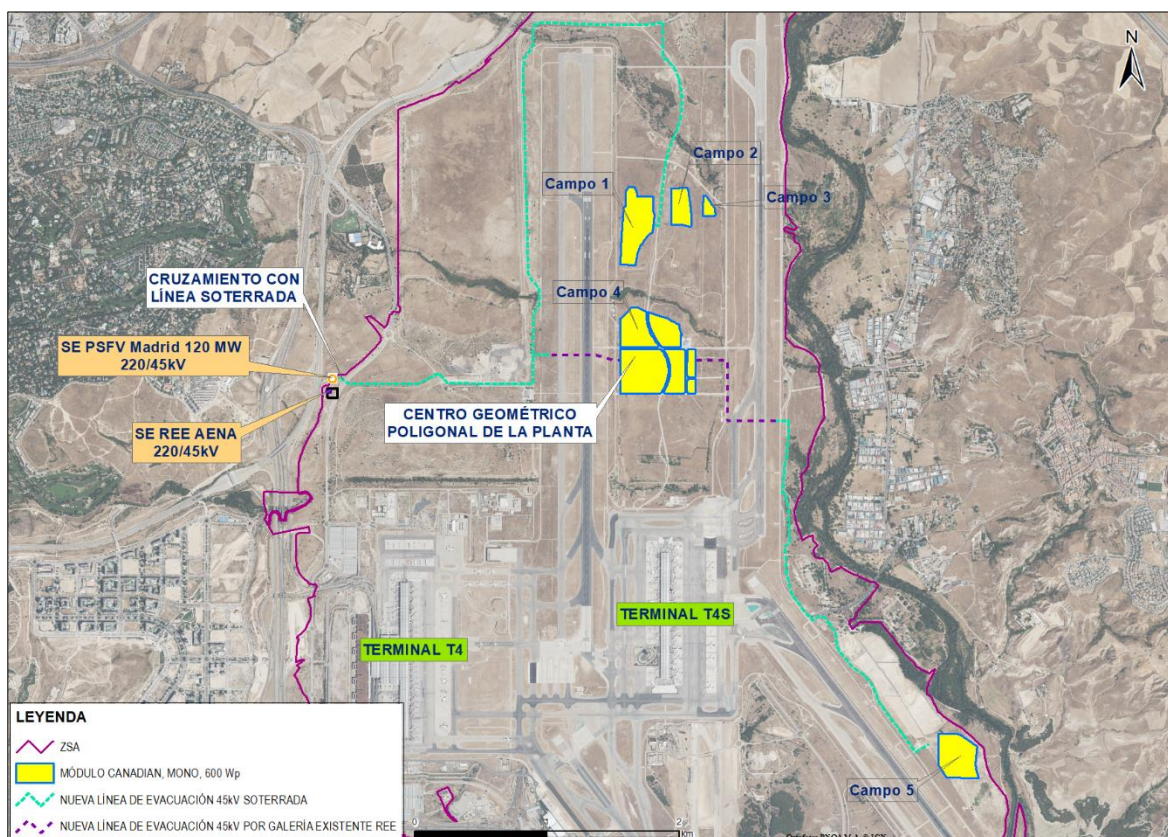 N
Campo 2
Campo 1
Campo 3
CRUZAMIENTO CON
LÍNEA SOTERRADA
Campo 4
SE PSFV Madrid 120 MW
220/45kV
CENTRO GEOMÉTRICO
POLIGONAL DE LA PLANTA
SE REE AENA
220/45kV
TERMINAL T4S
TERMINAL T4
LEYENDA
ZSA
MÓDULO CANADIAN, MONO, 600 Wp
NUEVA LÍNEA DE EVACUACIÓN 45kV SOTERRADA
NUEVA LÍNEA DE EVACUACIÓN 45kV POR GALERÍA EXISTENTE REE
Campo 5
0 1 2
Km